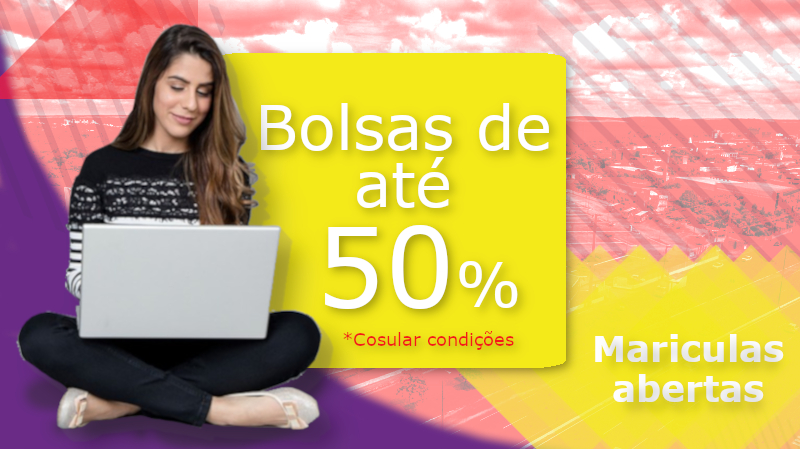 Bolsas de
até
50%
*Cosular condições
Mariculas
abertas